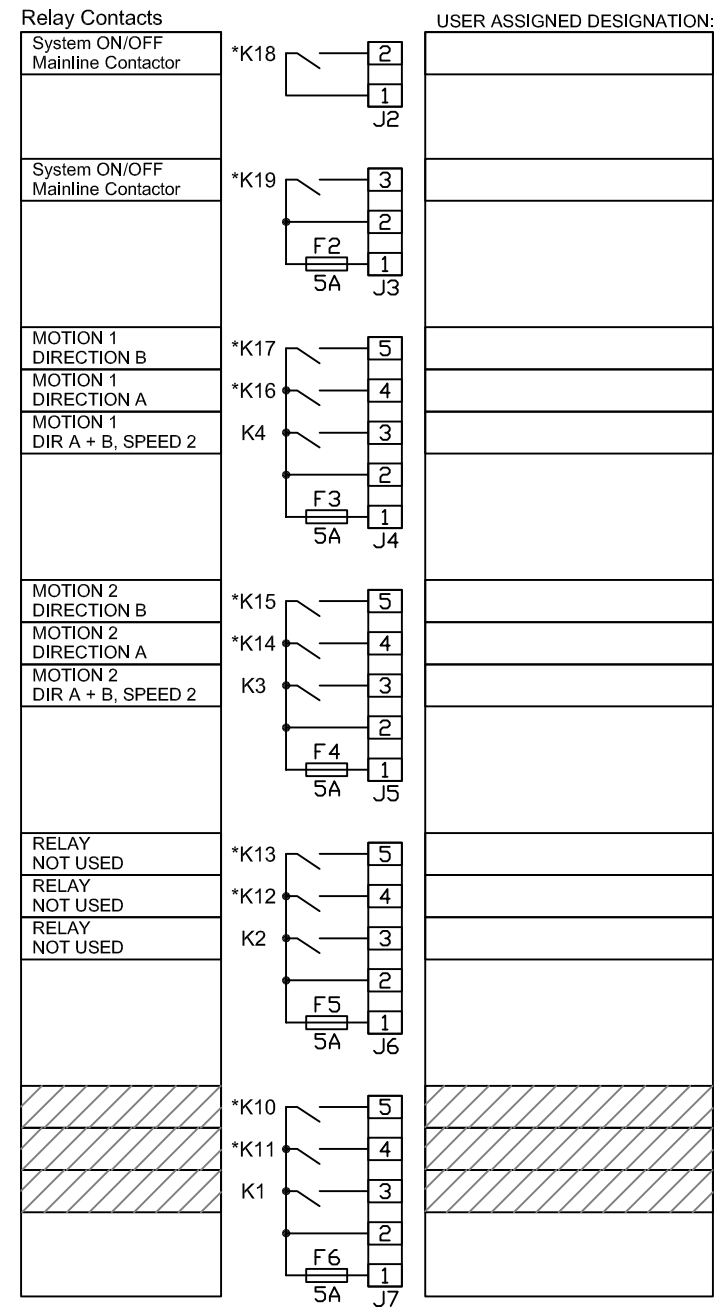 Relay Contacts
USER ASSIGNED DESIGNATION:
System ON/OFF
Mainline Contactor
*K18
2
1
J2
System ON/OFF
Mainline Contactor
*K19
3
2
F2
1
5A
J3
MOTION 1
DIRECTION B
*K17
5
MOTION 1
DIRECTION A
*K16
4
MOTION 1
DIR A + B, SPEED 2
K4
3
2
F3
1
5A
J4
MOTION 2
DIRECTION B
*K15
5
MOTION 2
DIRECTION A
*K14
4
MOTION 2
DIR A + B, SPEED 2
K3
3
2
F4
1
5A
J5
RELAY
NOT USED
*K13
5
RELAY
NOT USED
*K12
4
RELAY
NOT USED
K2
3
2
F5
1
5A
J6
*K10
5
*K11
4
K1
3
2
F6
1
5A
J7